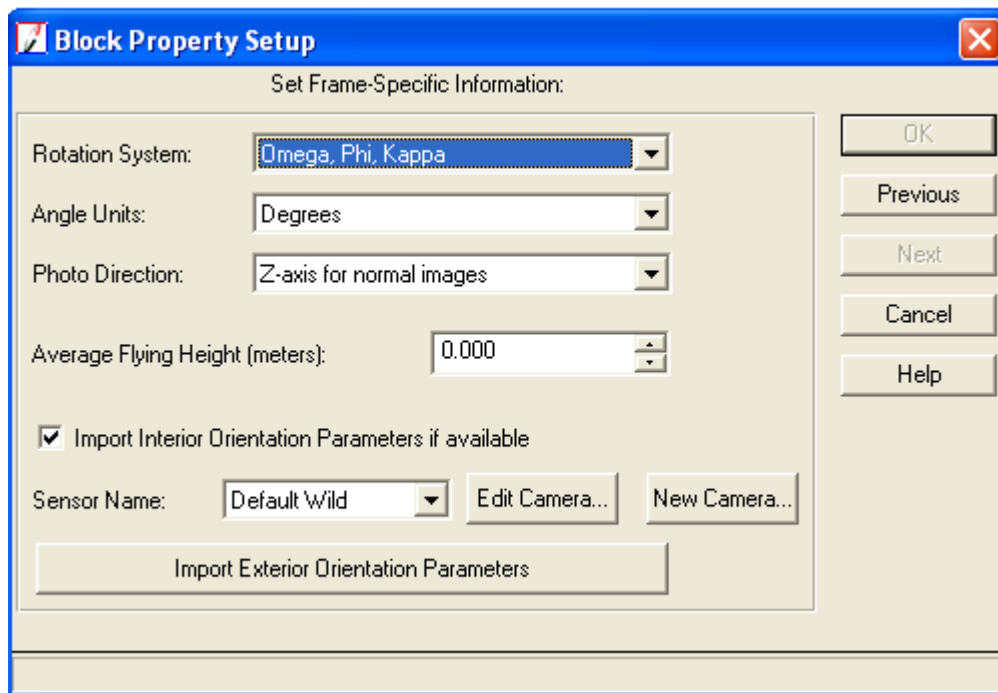 Block Property Setup
Set Frame-Specific Information:
Rotation System: Omega, Phi, Kappa
Angle Units: Degrees
Photo Direction: Z-axis for normal images
Average Flying Height (meters): 0.000
Import Interior Orientation Parameters if available
Sensor Name: Default Wild Edit Camera... New Camera...
Import Exterior Orientation Parameters
OK
Previous
Next
Cancel
Help